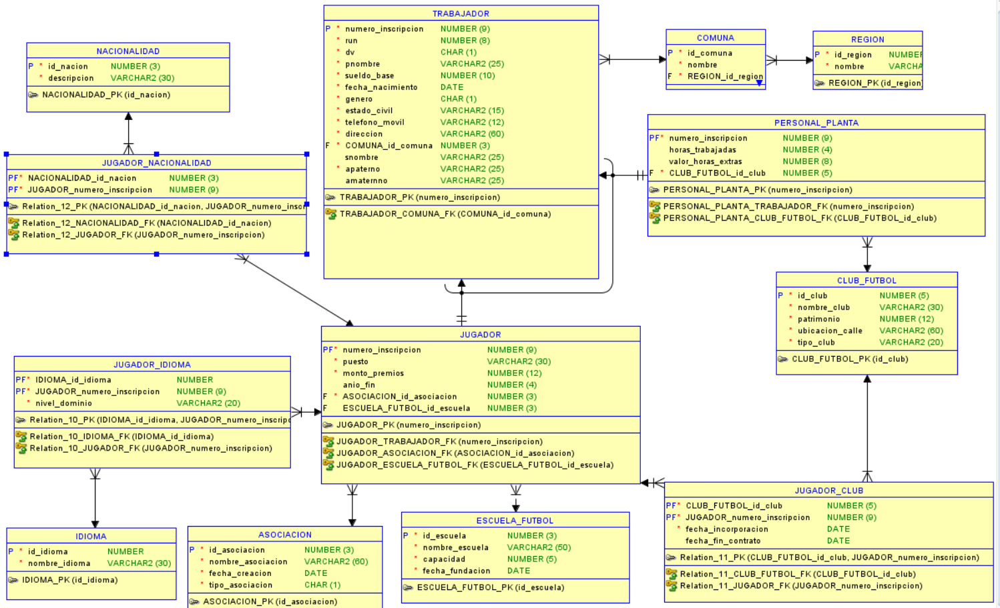 TRABAJADOR
P * numero_inscripcion NUMBER (9)
* run NUMBER (8)
* dv CHAR (1)
* pnombre VARCHAR2 (25)
* sueldo_base NUMBER (10)
* fecha_nacimiento DATE
* genero CHAR (1)
* estado_civil VARCHAR2 (15)
* telefono_movil VARCHAR2 (12)
* direccion VARCHAR2 (60)
F * COMUNA_id_comuna NUMBER (3)
snombre VARCHAR2 (25)
* apaterno VARCHAR2 (25)
amaternno VARCHAR2 (25)
TRABAJADOR_PK (numero_inscripcion)
TRABAJADOR_COMUNA_FK (COMUNA_id_comuna)
COMUNA
P * id_comuna
* nombre
F * REGION_id_region
REGION
P * id_region NUMBER
* nombre VARCHA
REGION_PK (id_region)
NACIONALIDAD
P * id_nacion NUMBER (3)
* descripcion VARCHAR2 (30)
NACIONALIDAD_PK (id_nacion)
PERSONAL_PLANTA
PF* numero_inscripcion NUMBER (9)
horas_trabajadas NUMBER (4)
valor_horas_extras NUMBER (8)
F * CLUB_FUTBOL_id_club NUMBER (5)
PERSONAL_PLANTA_PK (numero_inscripcion)
PERSONAL_PLANTA_TRABAJADOR_FK (numero_inscripcion)
PERSONAL_PLANTA_CLUB_FUTBOL_FK (CLUB_FUTBOL_id_club)
JUGADOR_NACIONALIDAD
PF* NACIONALIDAD_id_nacion NUMBER (3)
PF* JUGADOR_numero_inscripcion NUMBER (9)
Relation_12_PK (NACIONALIDAD_id_nacion, JUGADOR_numero_inscr
Relation_12_NACIONALIDAD_FK (NACIONALIDAD_id_nacion)
Relation_12_JUGADOR_FK (JUGADOR_numero_inscripcion)
CLUB_FUTBOL
P * id_club NUMBER (5)
* nombre_club VARCHAR2 (30)
* patrimonio NUMBER (12)
* ubicacion_calle VARCHAR2 (60)
* tipo_club VARCHAR2 (20)
CLUB_FUTBOL_PK (id_club)
JUGADOR
PF* numero_inscripcion NUMBER (9)
* puesto VARCHAR2 (30)
* monto_premios NUMBER (12)
anio_fin NUMBER (4)
F * ASOCIACION_id_asociacion NUMBER (3)
F ESCUELA_FUTBOL_id_escuela NUMBER (3)
JUGADOR_PK (numero_inscripcion)
JUGADOR_TRABAJADOR_FK (numero_inscripcion)
JUGADOR_ASOCIACION_FK (ASOCIACION_id_asociacion)
JUGADOR_ESCUELA_FUTBOL_FK (ESCUELA_FUTBOL_id_escuela)
JUGADOR_IDIOMA
PF* IDIOMA_id_idioma NUMBER
PF* JUGADOR_numero_inscripcion NUMBER (9)
* nivel_dominio VARCHAR2 (20)
Relation_10_PK (IDIOMA_id_idioma, JUGADOR_numero_inscripc
Relation_10_IDIOMA_FK (IDIOMA_id_idioma)
Relation_10_JUGADOR_FK (JUGADOR_numero_inscripcion)
JUGADOR_CLUB
PF* CLUB_FUTBOL_id_club NUMBER (5)
PF* JUGADOR_numero_inscripcion NUMBER (9)
* fecha_incorporacion DATE
fecha_fin_contrato DATE
Relation_11_PK (CLUB_FUTBOL_id_club, JUGADOR_numero_inscripcion)
Relation_11_CLUB_FUTBOL_FK (CLUB_FUTBOL_id_club)
Relation_11_JUGADOR_FK (JUGADOR_numero_inscripcion)
IDIOMA
P * id_idioma NUMBER
* nombre_idioma VARCHAR2 (30)
IDIOMA_PK (id_idioma)
ASOCIACION
P * id_asociacion NUMBER (3)
* nombre_asociacion VARCHAR2 (60)
* fecha_creacion DATE
* tipo_asociacion CHAR (1)
ASOCIACION_PK (id_asociacion)
ESCUELA_FUTBOL
P * id_escuela NUMBER (3)
* nombre_escuela VARCHAR2 (50)
* capacidad NUMBER (5)
* fecha_fundacion DATE
ESCUELA_FUTBOL_PK (id_escuela)